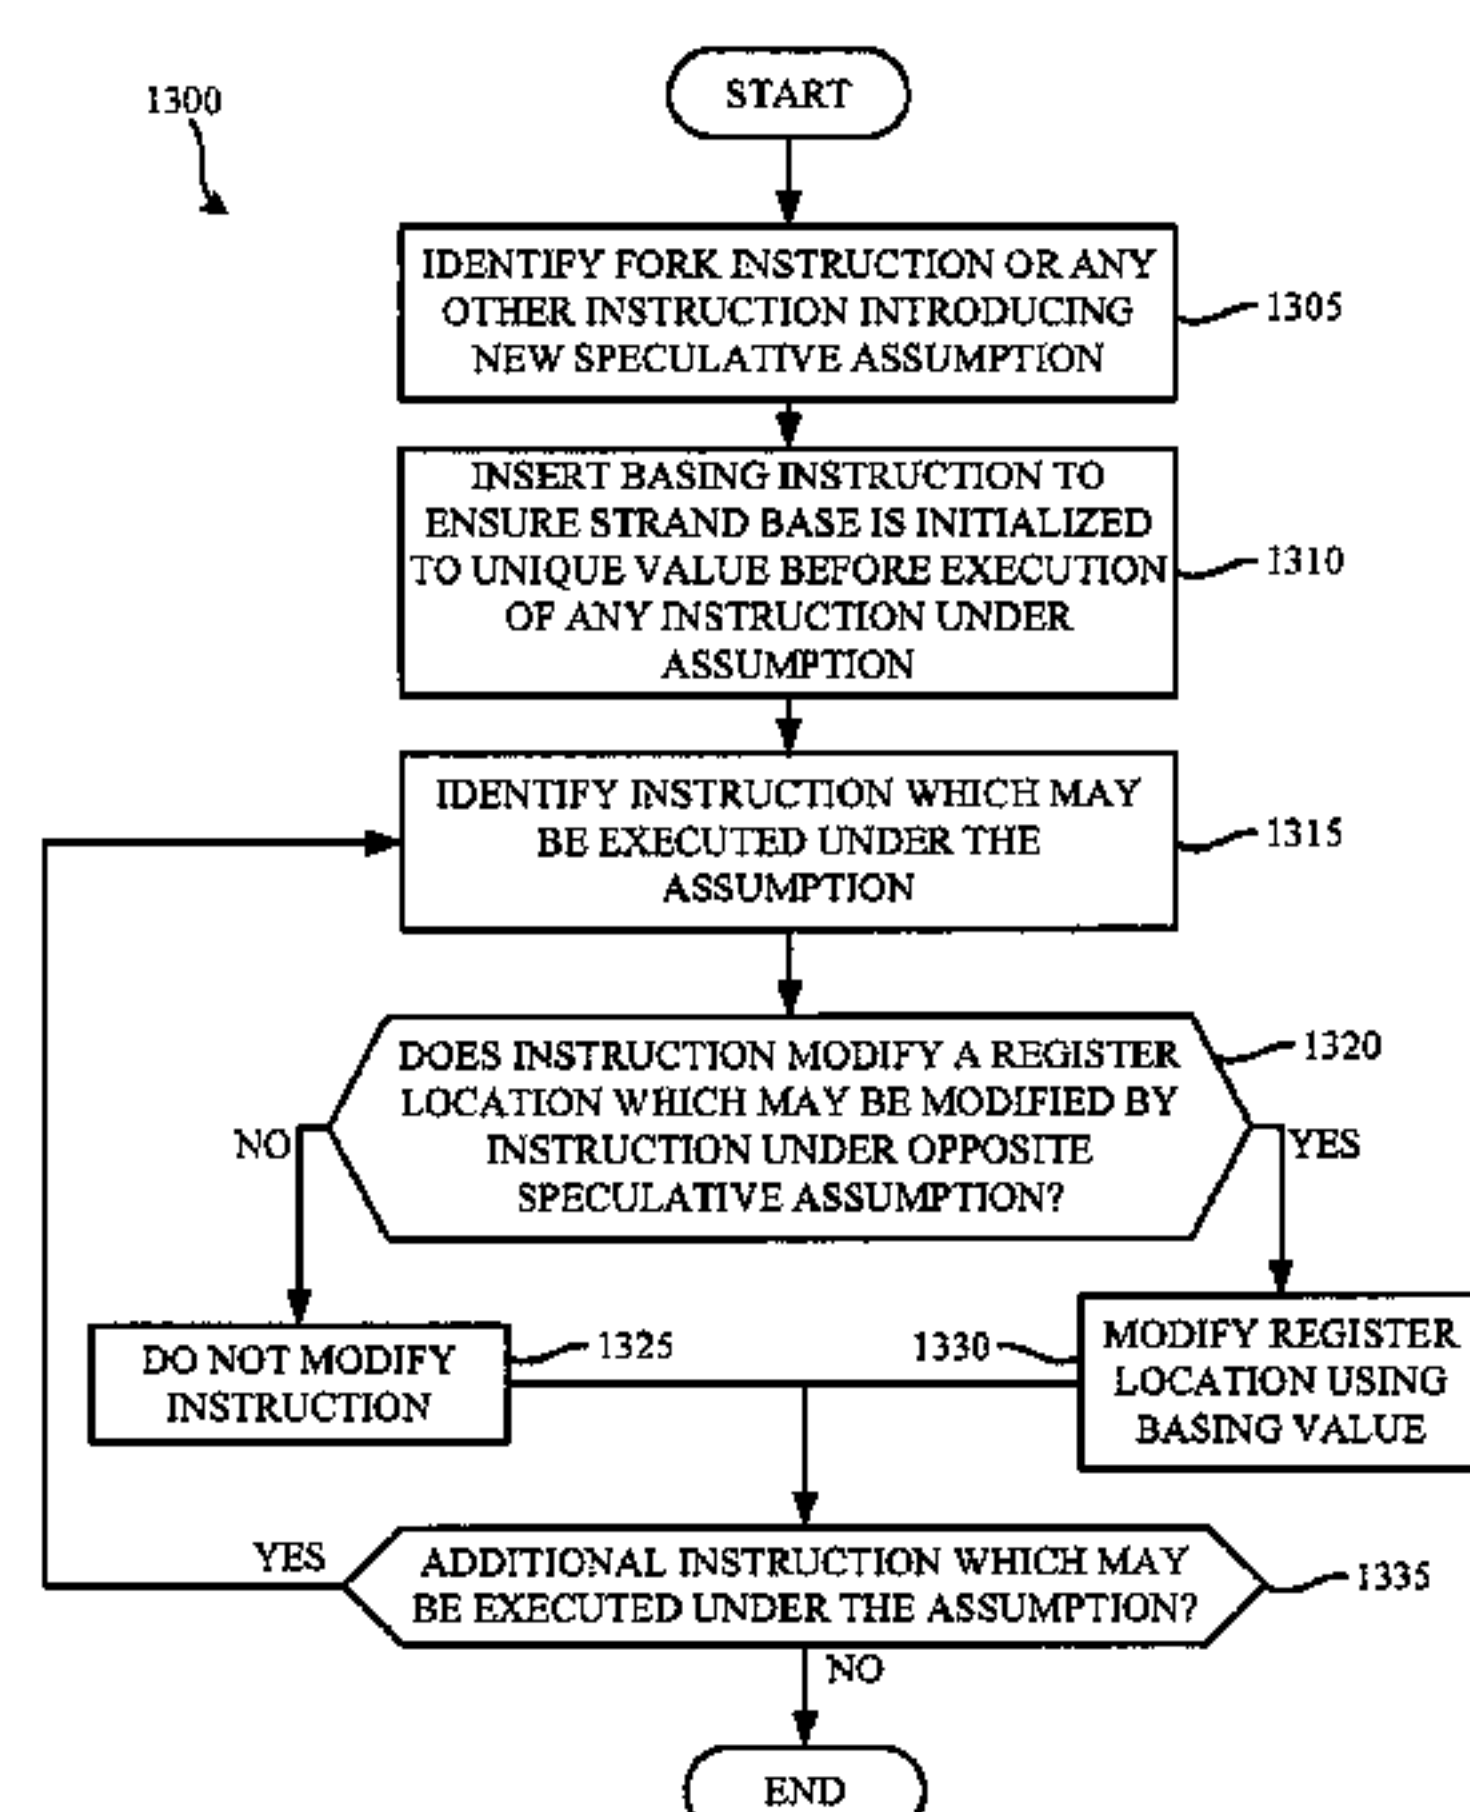 1300
START
IDENTIFY FORK INSTRUCTION OR ANY
OTHER INSTRUCTION INTRODUCING
NEW SPECULATIVE ASSUMPTION
1305
INSERT BASING INSTRUCTION TO
ENSURE STRAND BASE IS INITIALIZED
TO UNIQUE VALUE BEFORE EXECUTION
OF ANY INSTRUCTION UNDER
ASSUMPTION
1310
IDENTIFY INSTRUCTION WHICH MAY
BE EXECUTED UNDER THE
ASSUMPTION
1315
DOES INSTRUCTION MODIFY A REGISTER
LOCATION WHICH MAY BE MODIFIED BY
INSTRUCTION UNDER OPPOSITE
SPECULATIVE ASSUMPTION?
1320
NO
YES
DO NOT MODIFY
INSTRUCTION
1325
1330
MODIFY REGISTER
LOCATION USING
BASING VALUE
YES
ADDITIONAL INSTRUCTION WHICH MAY
BE EXECUTED UNDER THE ASSUMPTION?
1335
NO
END